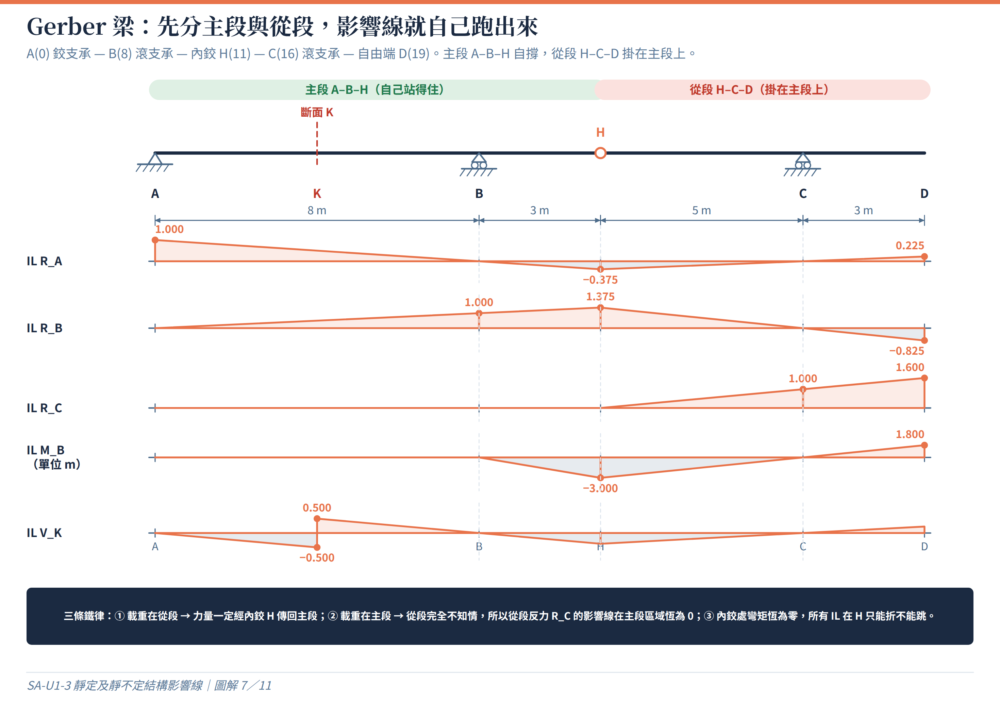 Gerber 梁：先分主段與從段，影響線就自己跑出來
A(0) 鉸支承 — B(8) 滾支承 — 內鉸 H(11) — C(16) 滾支承 — 自由端 D(19)。主段 A–B–H 自撐，從段 H–C–D 掛在主段上。
主段 A–B–H（自己站得住）
從段 H–C–D（掛在主段上）
斷面 K
H
A
K
B
C
D
8 m
3 m
5 m
3 m
IL R_A
1.000
−0.375
0.225
IL R_B
1.000
1.375
−0.825
IL R_C
1.000
1.600
IL M_B
（單位 m）
−3.000
1.800
IL V_K
0.500
−0.500
A
B
H
C
D
三條鐵律：① 載重在從段 → 力量一定經內鉸 H 傳回主段；② 載重在主段 → 從段完全不知情，所以從段反力 R_C 的影響線在主段區域恆為 0；③ 內鉸處彎矩恆為零，所有 IL 在 H 只能折不能跳。
SA-U1-3 靜定及靜不定結構影響線｜圖解 7／11